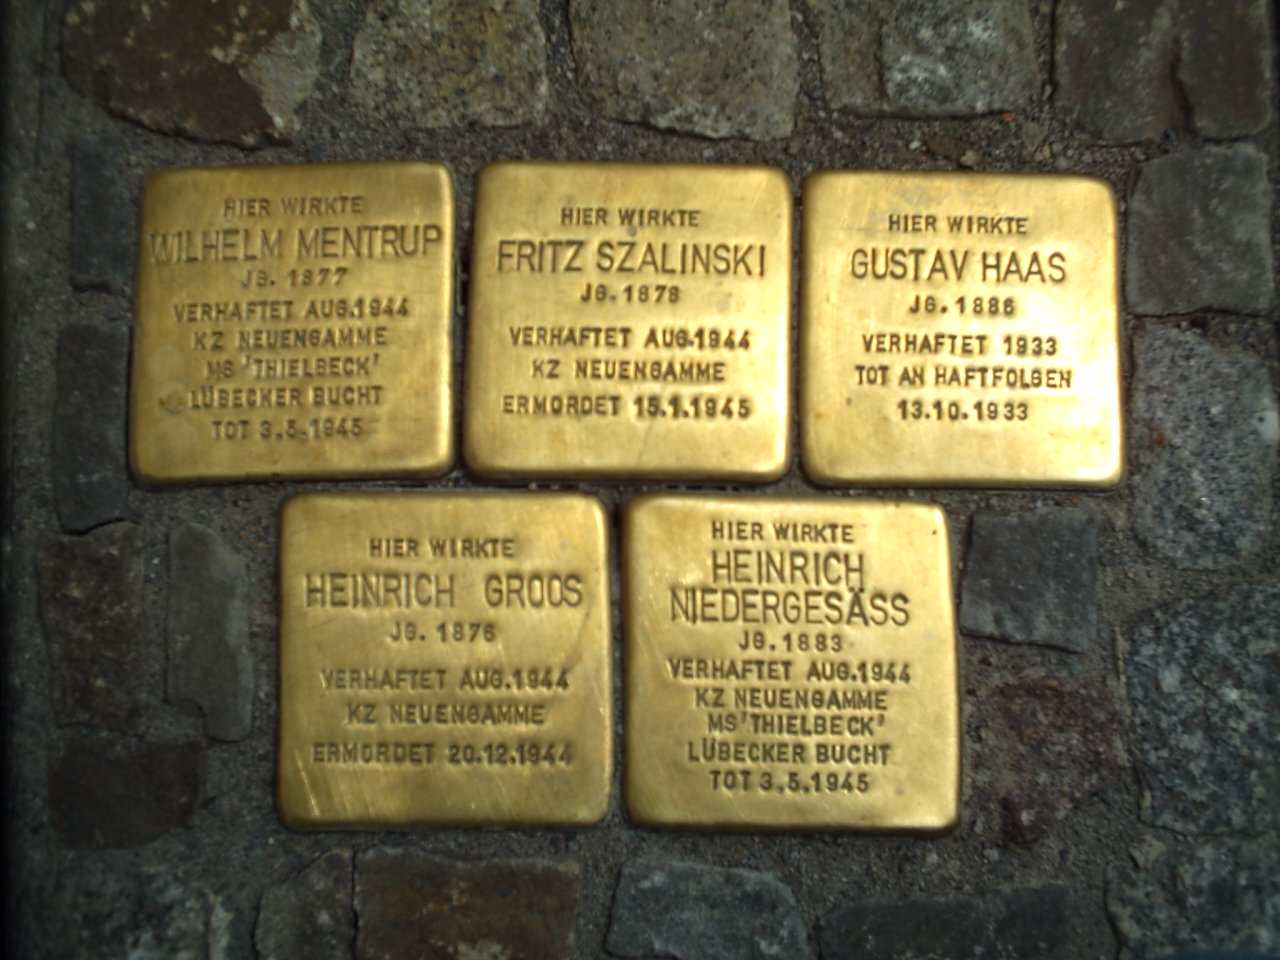 HIER WIRKTE
WILHELM MENTRUP
JG. 1877
VERHAFTET AUG.1944
KZ NEUENGAMME
MS 'THIELBECK'
LÜBECKER BUCHT
TOT 3.5.1945
HIER WIRKTE
FRITZ SZALINSKI
JG. 1878
VERHAFTET AUG.1944
KZ NEUENGAMME
ERMORDET 15.1.1945
HIER WIRKTE
GUSTAV HAAS
JG. 1886
VERHAFTET 1933
TOT AN HAFTFOLGEN
13.10.1933
HIER WIRKTE
HEINRICH GROOS
JG. 1876
VERHAFTET AUG.1944
KZ NEUENGAMME
ERMORDET 20.12.1944
HIER WIRKTE
HEINRICH
NIEDERGESÄSS
JG.1883
VERHAFTET AUG.1944
KZ NEUENGAMME
MS'THIELBECK'
LÜBECKER BUCHT
TOT 3.5.1945